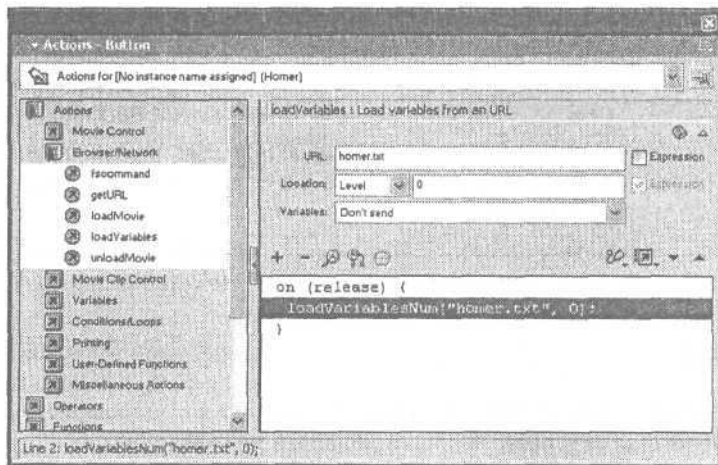 Actions - Button
Actions for [No instance name assigned] (Homer)
Actions
Movie Control
Browser/Network
fscommand
getURL
loadMovie
loadVariables
unloadMovie
Movie Clip Control
Variables
Conditions/Loops
Printing
User-Defined Functions
Miscellaneous Actions
Operators
Functions
loadVariables : Load variables from an URL
URL: homer.txt Expression
Location: Level 0 Expression
Variables: Don't send
on (release) {
loadVariablesNum("homer.txt", 0);
}
Line 2: loadVariablesNum("homer.txt", 0);